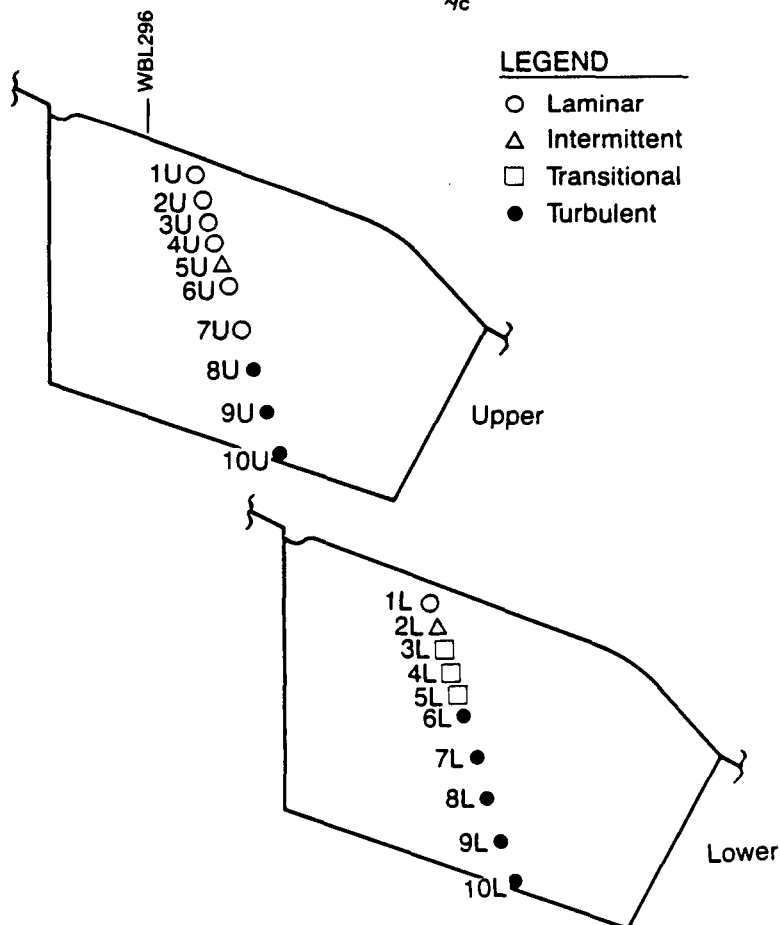 WBL296
LEGEND
Laminar
Intermittent
Transitional
Turbulent
1U
2U
3U
4U
5U
6U
7U
8U
9U
10U
Upper
1L
2L
3L
4L
5L
6L
7L
8L
9L
10L
Lower